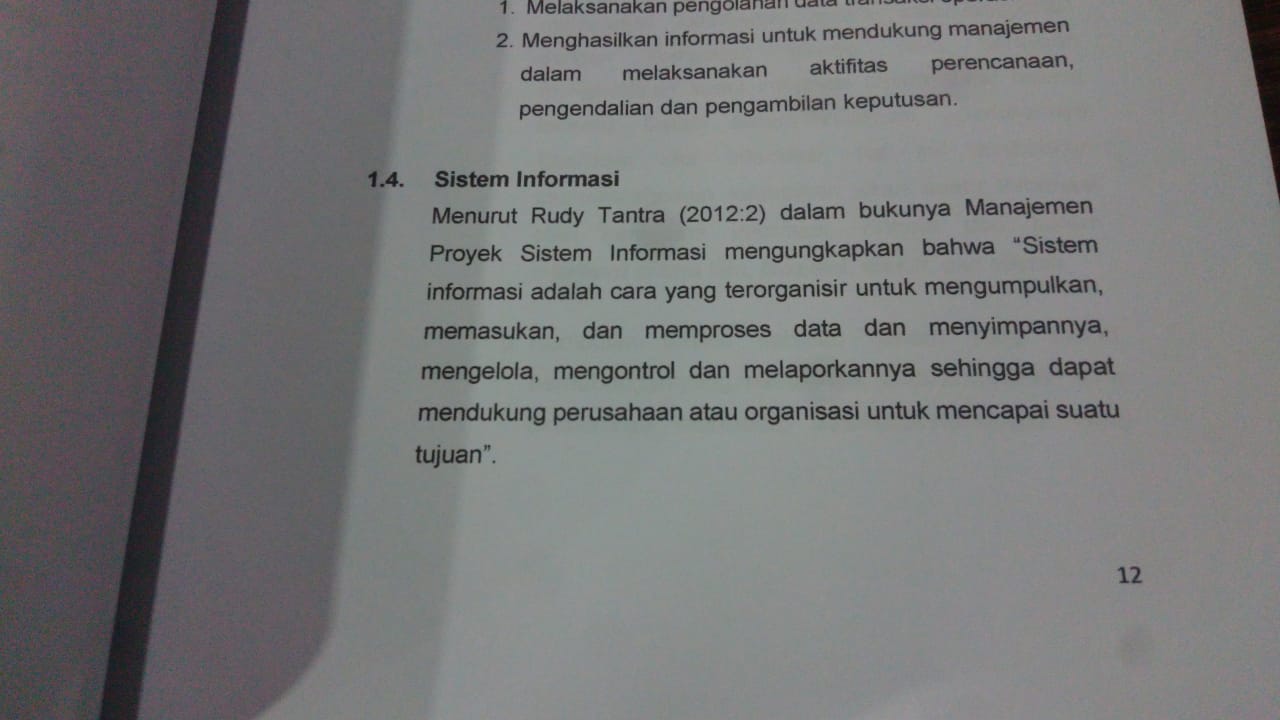 1. Melaksanakan pengolahan data transaksi
2. Menghasilkan informasi untuk mendukung manajemen
dalam melaksanakan aktifitas perencanaan,
pengendalian dan pengambilan keputusan.
1.4. Sistem Informasi
Menurut Rudy Tantra (2012:2) dalam bukunya Manajemen
Proyek Sistem Informasi mengungkapkan bahwa “Sistem
informasi adalah cara yang terorganisir untuk mengumpulkan,
memasukan, dan memproses data dan menyimpannya,
mengelola, mengontrol dan melaporkannya sehingga dapat
mendukung perusahaan atau organisasi untuk mencapai suatu
tujuan”.
12